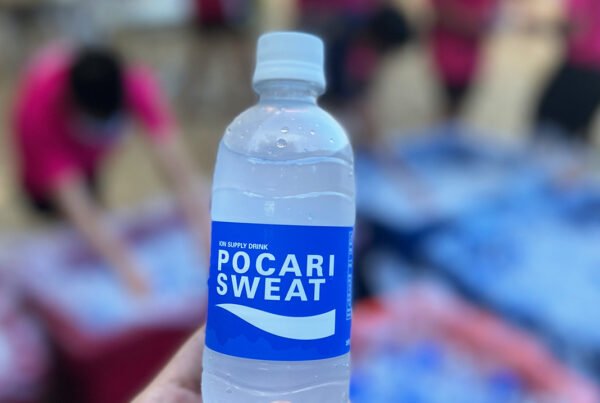 ION SUPPLY DRINK
POCARI
SWEAT